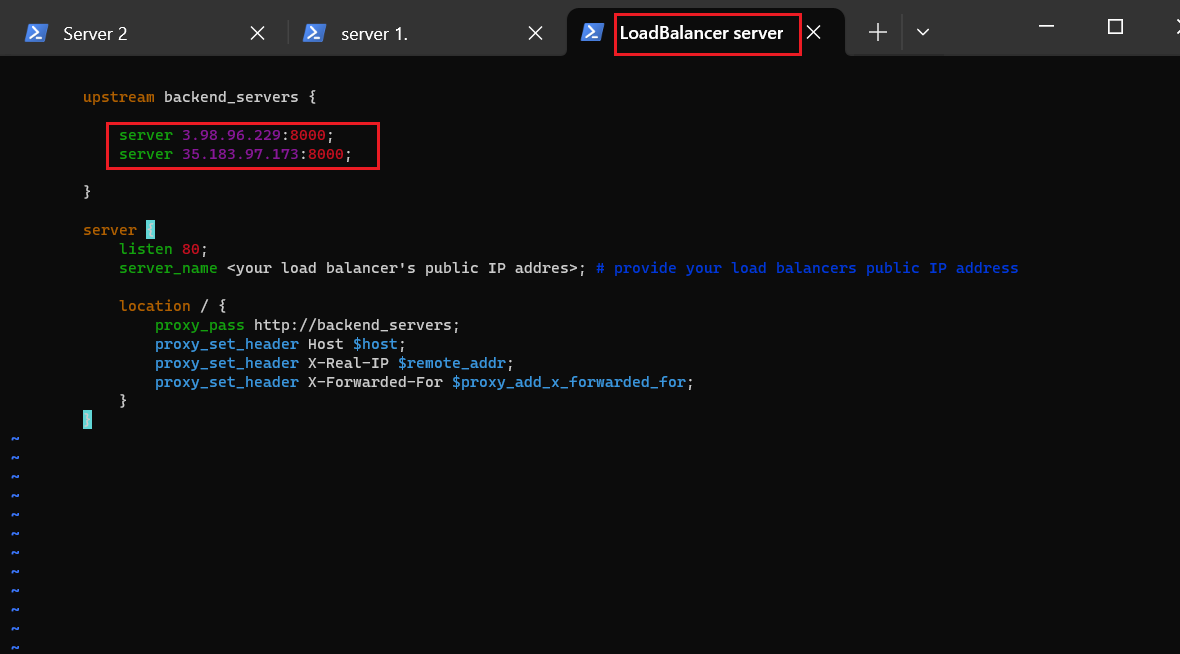 Server 2
server 1.
LoadBalancer server
upstream backend_servers {
server 3.98.96.229:8000;
server 35.183.97.173:8000;
}
server {
listen 80;
server_name <your load balancer's public IP addres>; # provide your load balancers public IP address
location / {
proxy_pass http://backend_servers;
proxy_set_header Host $host;
proxy_set_header X-Real-IP $remote_addr;
proxy_set_header X-Forwarded-For $proxy_add_x_forwarded_for;
}
}
~
~
~
~
~
~
~
~
~
~
~
~